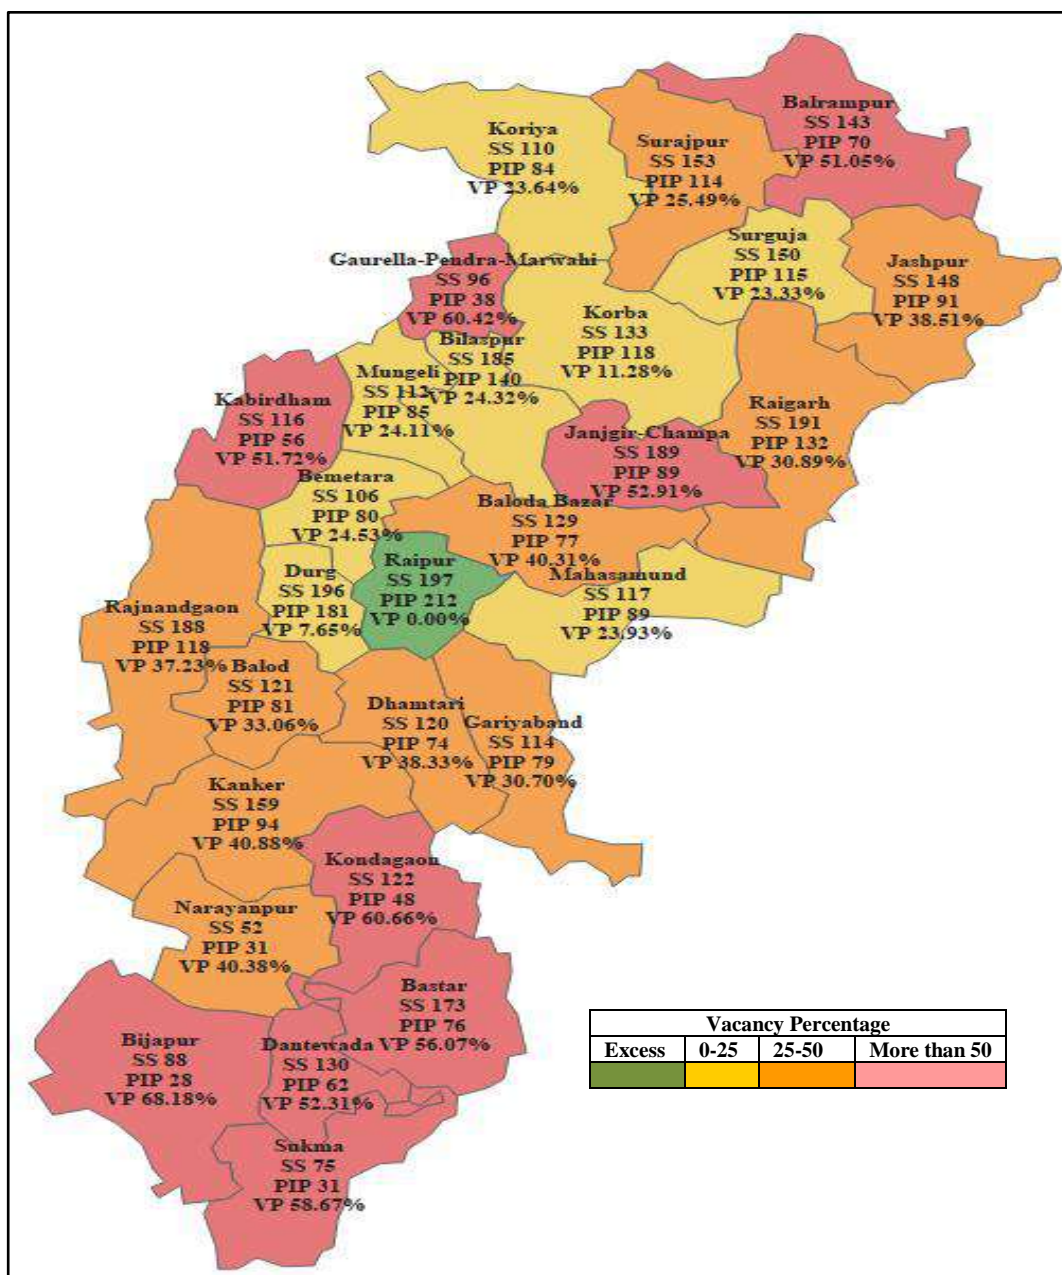 Balrampur
SS 143
PIP 70
VP 51.05%
Koriya
SS 110
PIP 84
VP 23.64%
Surajpur
SS 153
PIP 114
VP 25.49%
Surguja
SS 150
PIP 115
VP 23.33%
Jashpur
SS 148
PIP 91
VP 38.51%
Gaurella-Pendra-Marwahi
SS 96
PIP 38
VP 60.42%
Korba
SS 133
PIP 118
VP 11.28%
Bilaspur
SS 185
PIP 140
VP 24.32%
Mungeli
SS 112
PIP 85
VP 24.11%
Kabirdham
SS 116
PIP 56
VP 51.72%
Raigarh
SS 191
PIP 132
VP 30.89%
Janjgir-Champa
SS 189
PIP 89
VP 52.91%
Bemetara
SS 106
PIP 80
VP 24.53%
Baloda Bazar
SS 129
PIP 77
VP 40.31%
Raipur
SS 197
PIP 212
VP 0.00%
Durg
SS 196
PIP 181
VP 7.65%
Mahasamund
SS 117
PIP 89
VP 23.93%
Rajnandgaon
SS 188
PIP 118
VP 37.23%
Balod
SS 121
PIP 81
VP 33.06%
Dhamtari
SS 120
PIP 74
VP 38.33%
Gariyaband
SS 114
PIP 79
VP 30.70%
Kanker
SS 159
PIP 94
VP 40.88%
Kondagaon
SS 122
PIP 48
VP 60.66%
Narayanpur
SS 52
PIP 31
VP 40.38%
Bastar
SS 173
PIP 76
VP 56.07%
Bijapur
SS 88
PIP 28
VP 68.18%
Dantewada
SS 130
PIP 62
VP 52.31%
Sukma
SS 75
PIP 31
VP 58.67%
Vacancy Percentage
Excess 0-25 25-50 More than 50